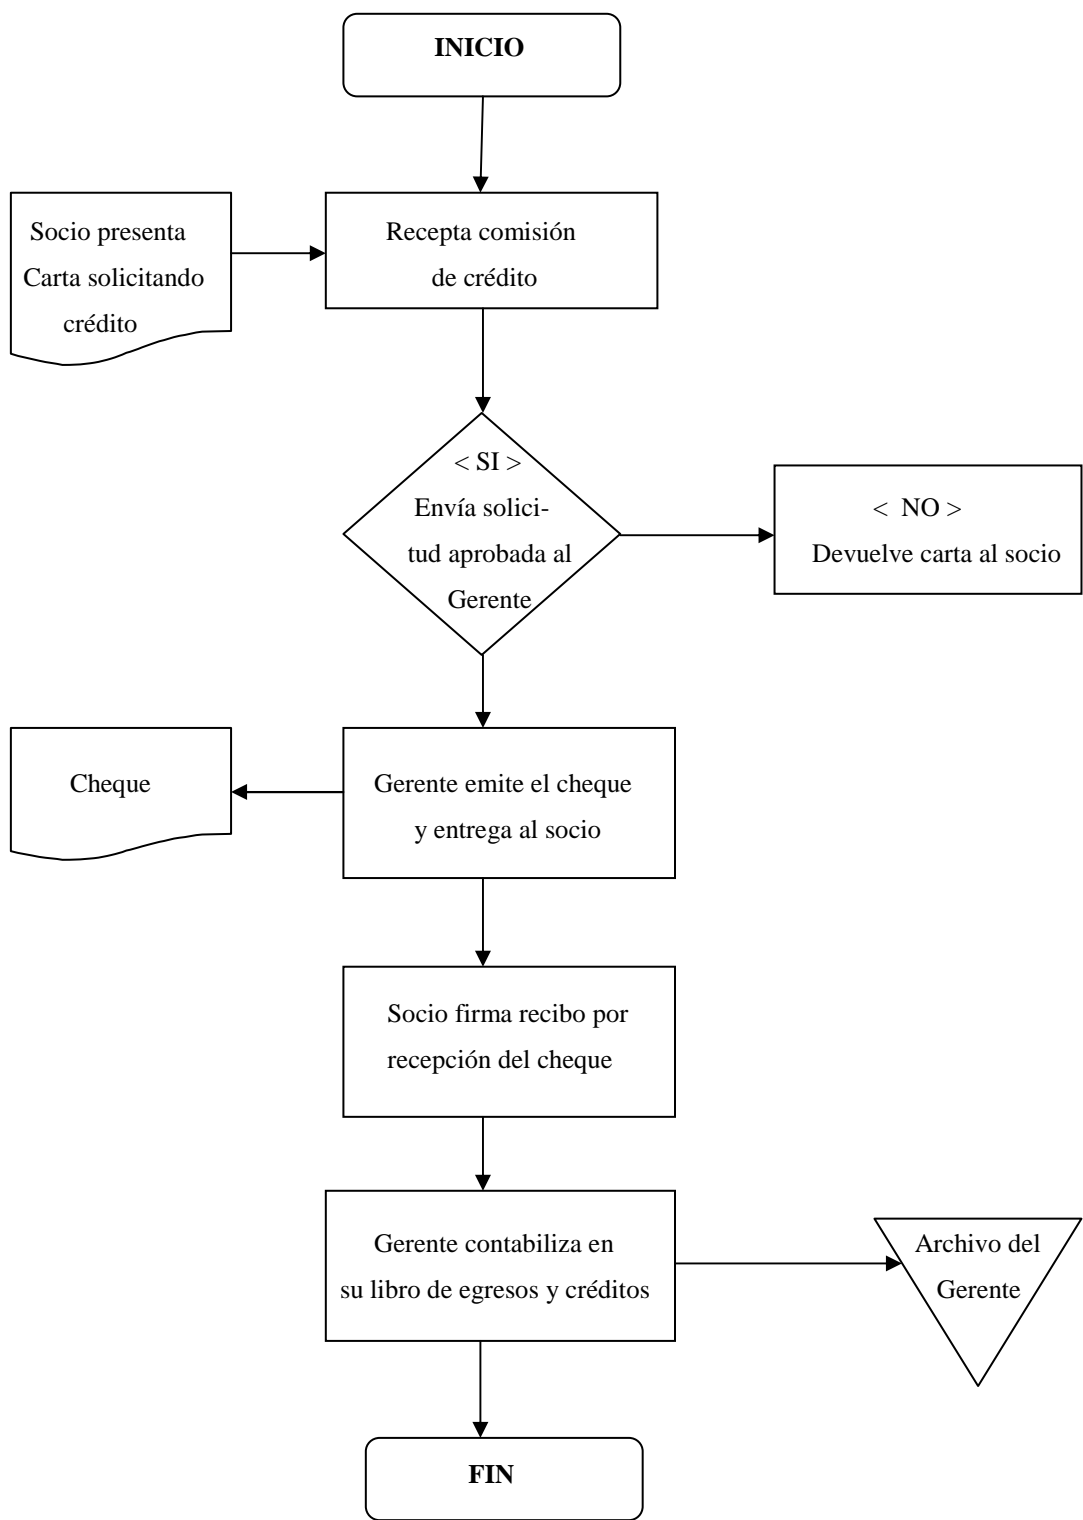 INICIO
Socio presenta
Carta solicitando
crédito
Recepta comisión
de crédito
< SI >
Envía solici-
tud aprobada al
Gerente
< NO >
Devuelve carta al socio
Cheque
Gerente emite el cheque
y entrega al socio
Socio firma recibo por
recepción del cheque
Gerente contabiliza en
su libro de egresos y créditos
Archivo del
Gerente
FIN